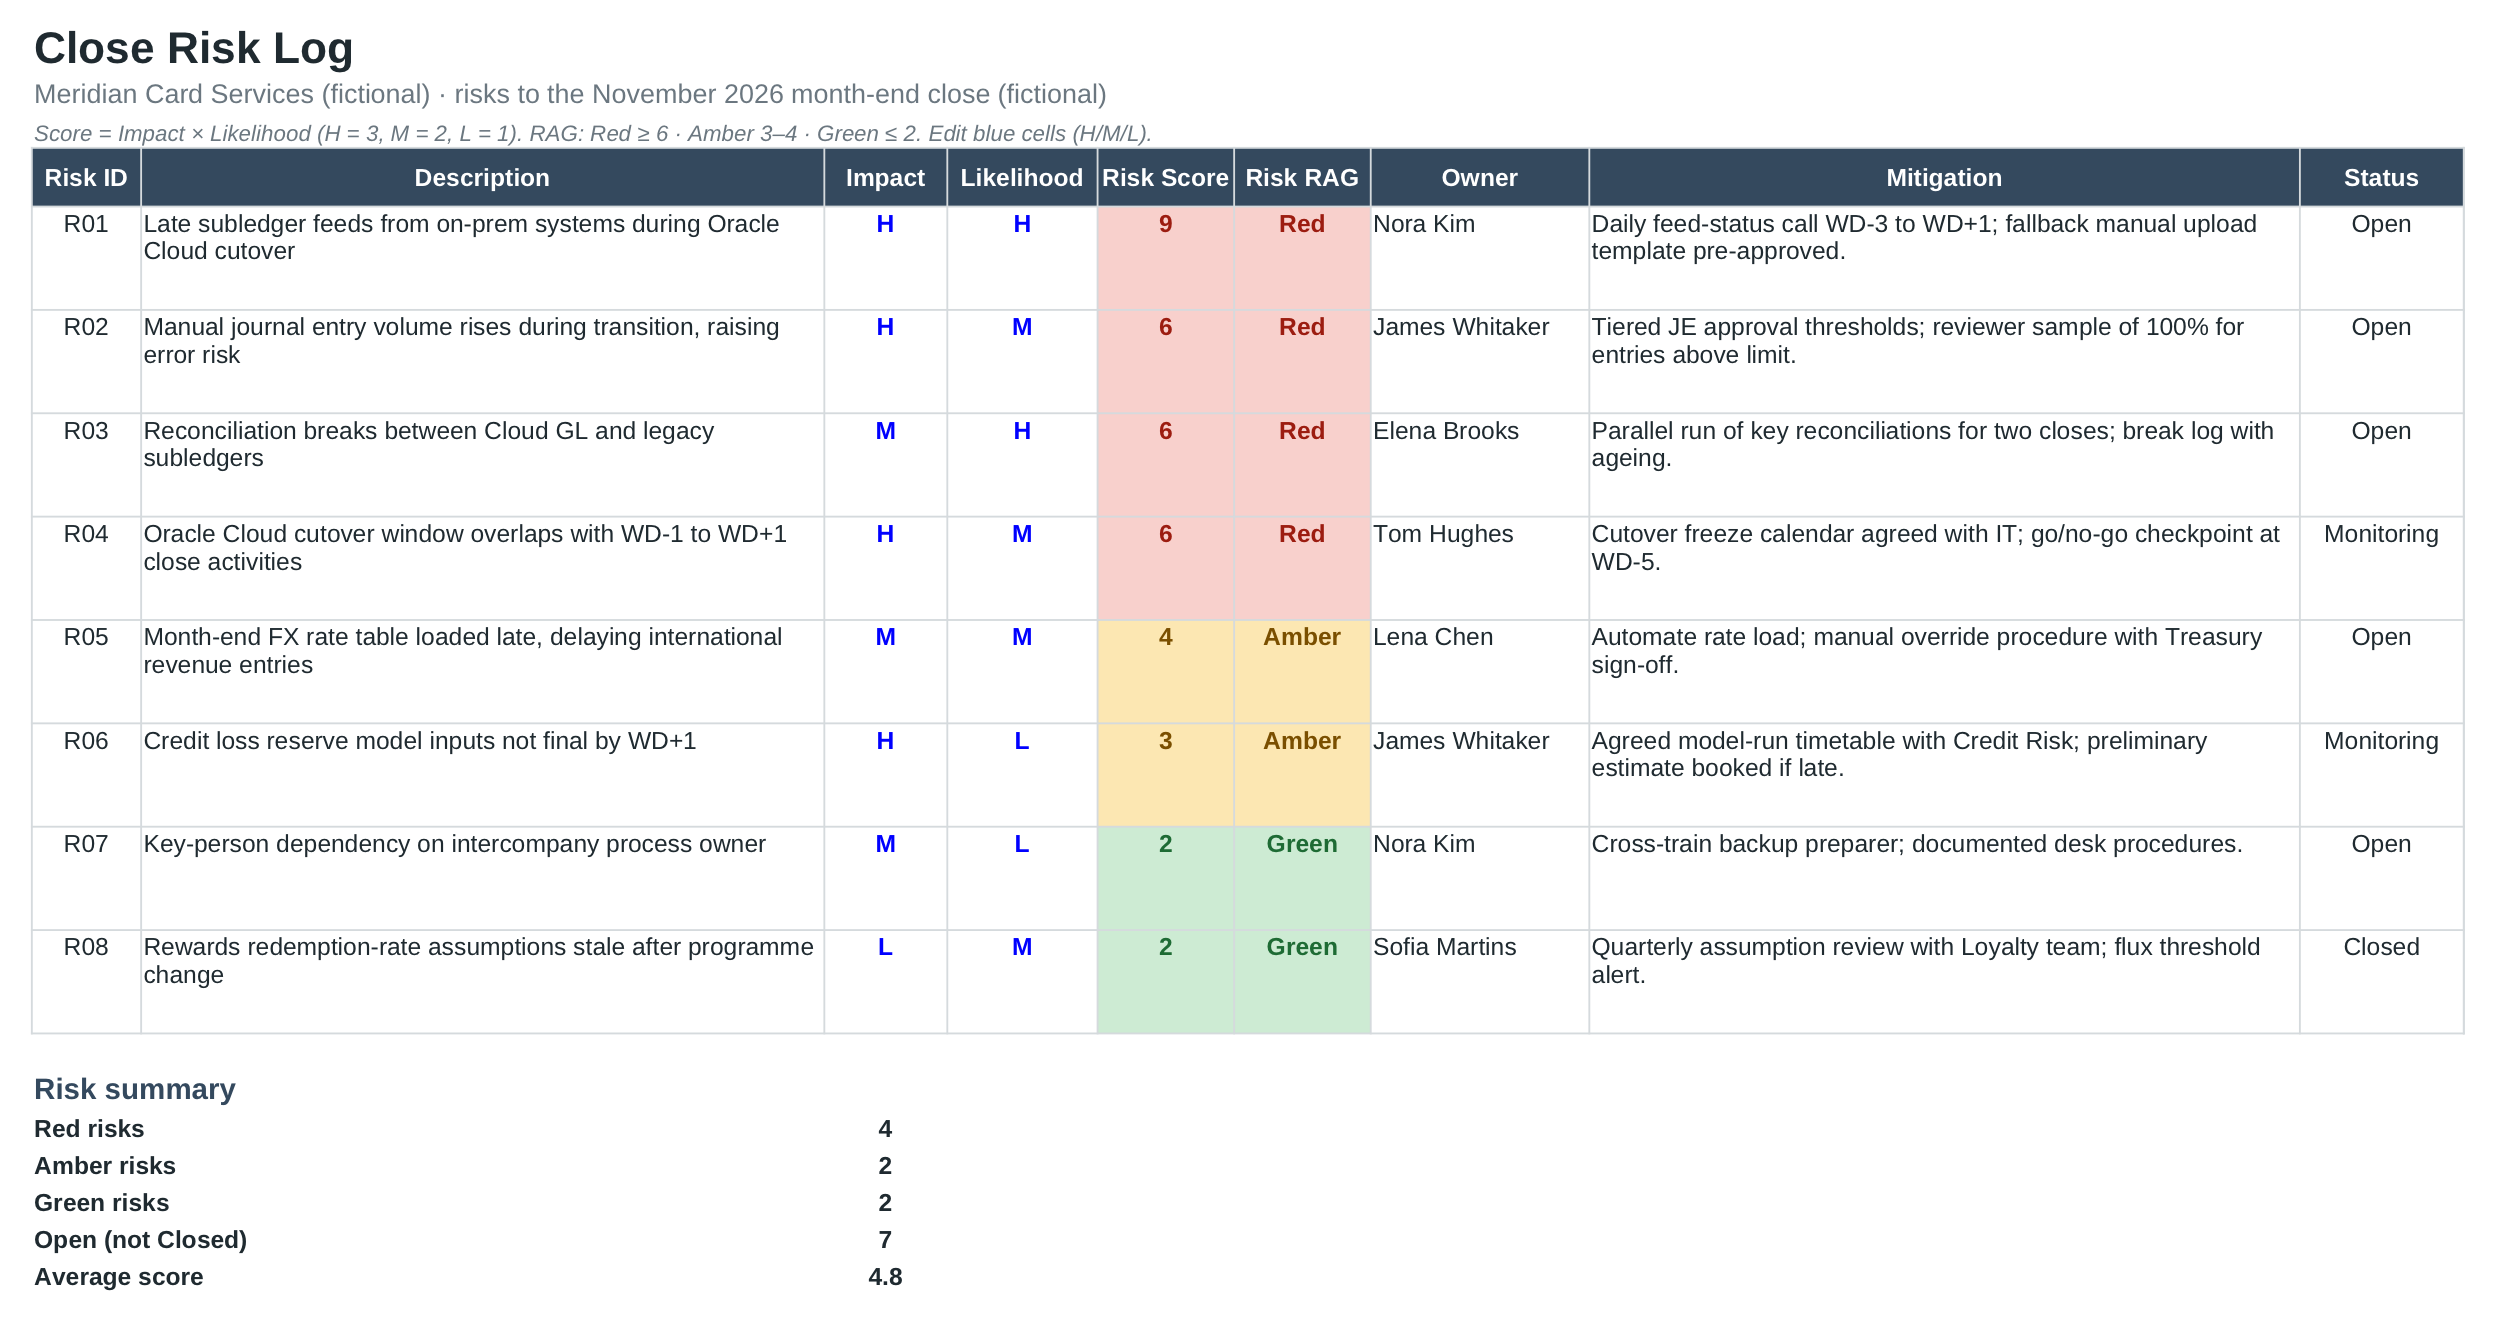 Close Risk Log
Meridian Card Services (fictional) · risks to the November 2026 month-end close (fictional)
Score = Impact × Likelihood (H = 3, M = 2, L = 1). RAG: Red ≥ 6 · Amber 3–4 · Green ≤ 2. Edit blue cells (H/M/L).
Risk ID Description Impact Likelihood Risk Score Risk RAG Owner Mitigation Status
R01 Late subledger feeds from on-prem systems during Oracle H H 9 Red Nora Kim Daily feed-status call WD-3 to WD+1; fallback manual upload Open
Cloud cutover template pre-approved.
R02 Manual journal entry volume rises during transition, raising H M 6 Red James Whitaker Tiered JE approval thresholds; reviewer sample of 100% for Open
error risk entries above limit.
R03 Reconciliation breaks between Cloud GL and legacy M H 6 Red Elena Brooks Parallel run of key reconciliations for two closes; break log with Open
subledgers ageing.
R04 Oracle Cloud cutover window overlaps with WD-1 to WD+1 H M 6 Red Tom Hughes Cutover freeze calendar agreed with IT; go/no-go checkpoint at Monitoring
close activities WD-5.
R05 Month-end FX rate table loaded late, delaying international M M 4 Amber Lena Chen Automate rate load; manual override procedure with Treasury Open
revenue entries sign-off.
R06 Credit loss reserve model inputs not final by WD+1 H L 3 Amber James Whitaker Agreed model-run timetable with Credit Risk; preliminary Monitoring
estimate booked if late.
R07 Key-person dependency on intercompany process owner M L 2 Green Nora Kim Cross-train backup preparer; documented desk procedures. Open
R08 Rewards redemption-rate assumptions stale after programme L M 2 Green Sofia Martins Quarterly assumption review with Loyalty team; flux threshold Closed
change alert.
Risk summary
Red risks 4
Amber risks 2
Green risks 2
Open (not Closed) 7
Average score 4.8